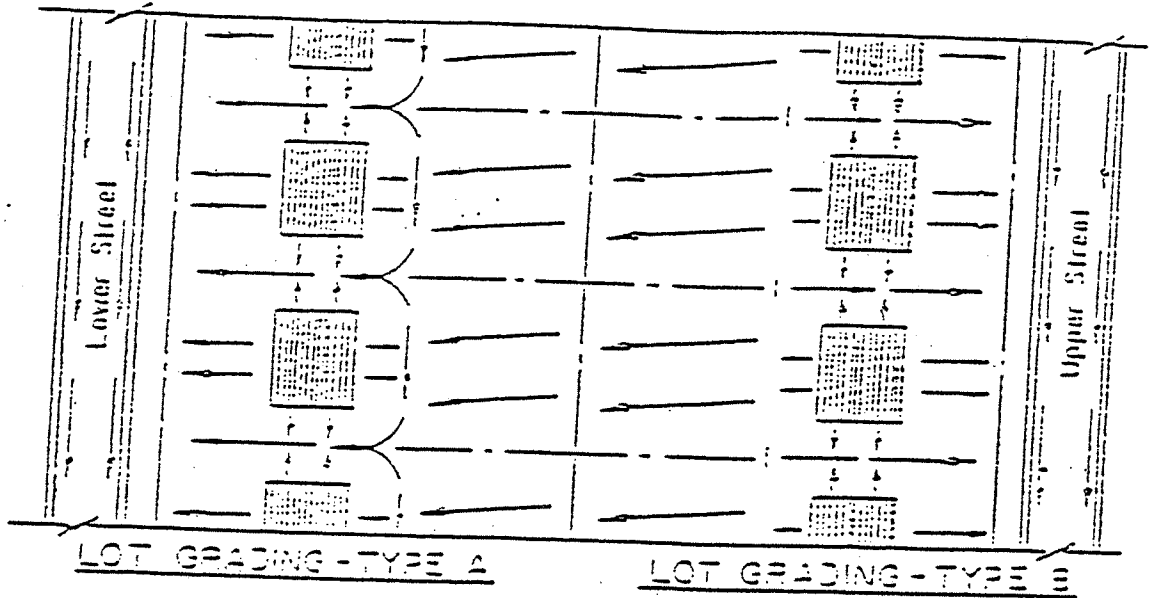 Lower Street
Upper Street
LOT GRADING-TYPE A
LOT GRADING-TYPE B